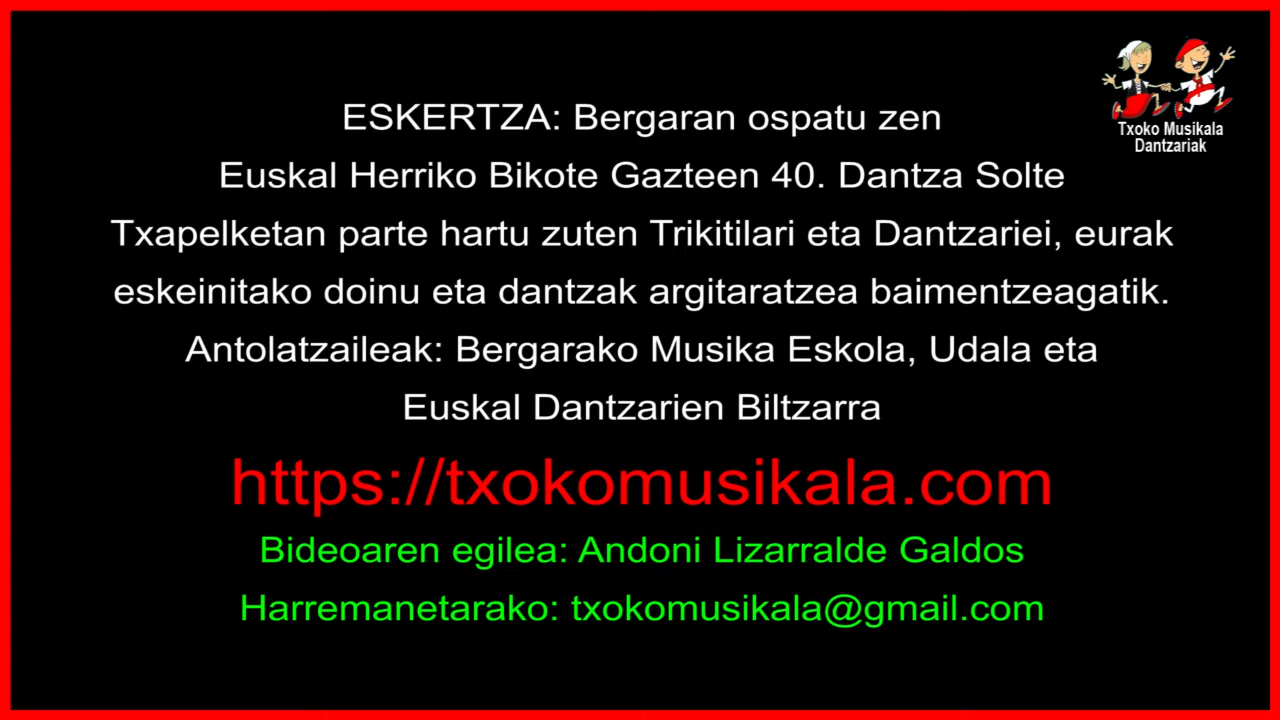 Txoko Musikala
Dantzariak
ESKERTZA: Bergaran ospatu zen
Euskal Herriko Bikote Gazteen 40. Dantza Solte
Txapelketan parte hartu zuten Trikitilari eta Dantzariei, eurak
eskeinitako doinu eta dantzak argitaratzea baimentzeagatik.
Antolatzaileak: Bergarako Musika Eskola, Udala eta
Euskal Dantzarien Biltzarra
https://txokomusikala.com
Bideoaren egilea: Andoni Lizarralde Galdos
Harremanetarako: txokomusikala@gmail.com